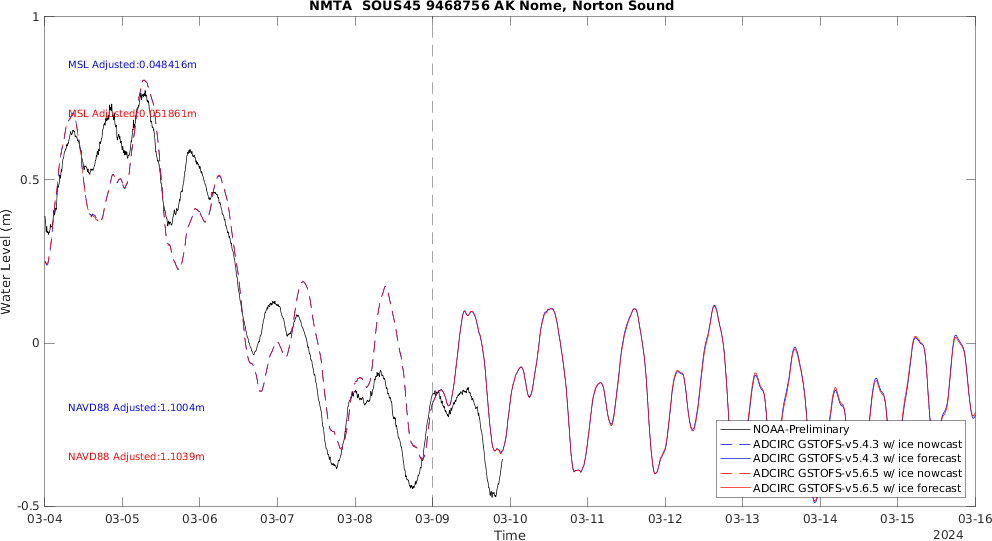 NMTA SOUS45 9468756 AK Nome, Norton Sound
1
MSL Adjusted:0.048416m
MSL Adjusted:0.051861m
0.5
Water Level (m)
0
NAVD88 Adjusted:1.1004m
NAVD88 Adjusted:1.1039m
NOAA-Preliminary
ADCIRC GSTOFS-v5.4.3 w/ ice nowcast
ADCIRC GSTOFS-v5.4.3 w/ ice forecast
ADCIRC GSTOFS-v5.6.5 w/ ice nowcast
ADCIRC GSTOFS-v5.6.5 w/ ice forecast
-0.5
03-04 03-05 03-06 03-07 03-08 03-09 03-10 03-11 03-12 03-13 03-14 03-15 03-16
Time
2024